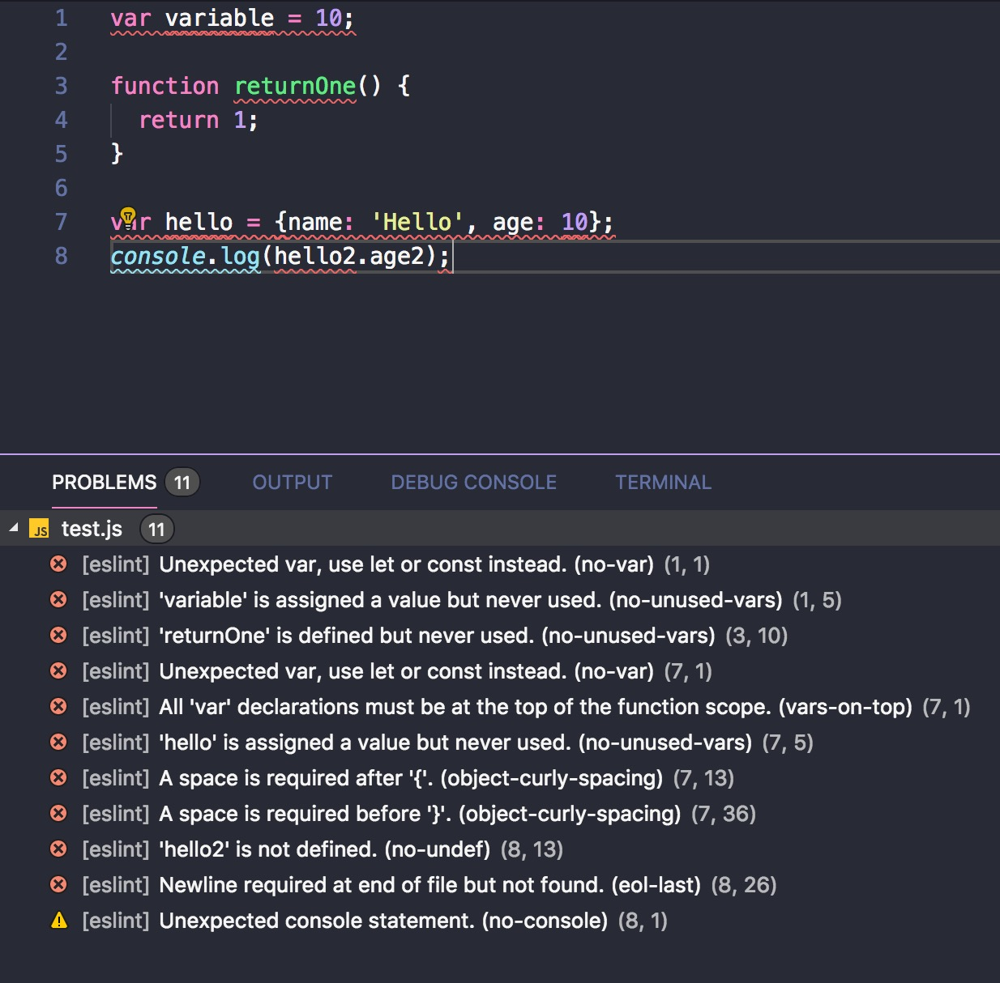 1 var variable = 10;
2
3 function returnOne() {
4 return 1;
5 }
6
7 var hello = {name: 'Hello', age: 10};
8 console.log(hello2.age2);
PROBLEMS 11 OUTPUT DEBUG CONSOLE TERMINAL
JS test.js 11
[eslint] Unexpected var, use let or const instead. (no-var) (1, 1)
[eslint] 'variable' is assigned a value but never used. (no-unused-vars) (1, 5)
[eslint] 'returnOne' is defined but never used. (no-unused-vars) (3, 10)
[eslint] Unexpected var, use let or const instead. (no-var) (7, 1)
[eslint] All 'var' declarations must be at the top of the function scope. (vars-on-top) (7, 1)
[eslint] 'hello' is assigned a value but never used. (no-unused-vars) (7, 5)
[eslint] A space is required after '{'. (object-curly-spacing) (7, 13)
[eslint] A space is required before '}'. (object-curly-spacing) (7, 36)
[eslint] 'hello2' is not defined. (no-undef) (8, 13)
[eslint] Newline required at end of file but not found. (eol-last) (8, 26)
[eslint] Unexpected console statement. (no-console) (8, 1)